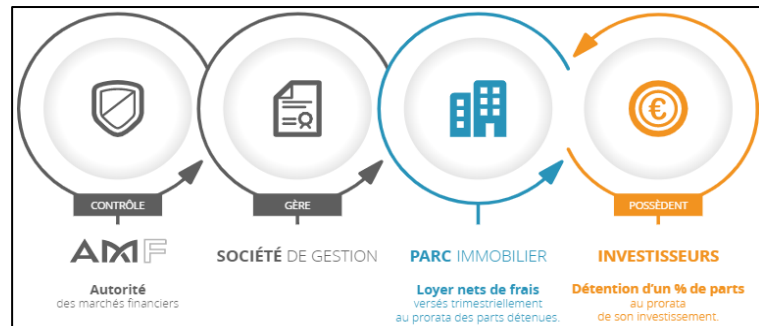 CONTRÔLE
AMF
Autorité
des marchés financiers
GÈRE
SOCIÉTÉ DE GESTION
PARC IMMOBILIER
Loyer nets de frais
versés trimestriellement
au prorata des parts détenues.
€
POSSÈDENT
INVESTISSEURS
Détention d'un % de parts
au prorata
de son investissement.